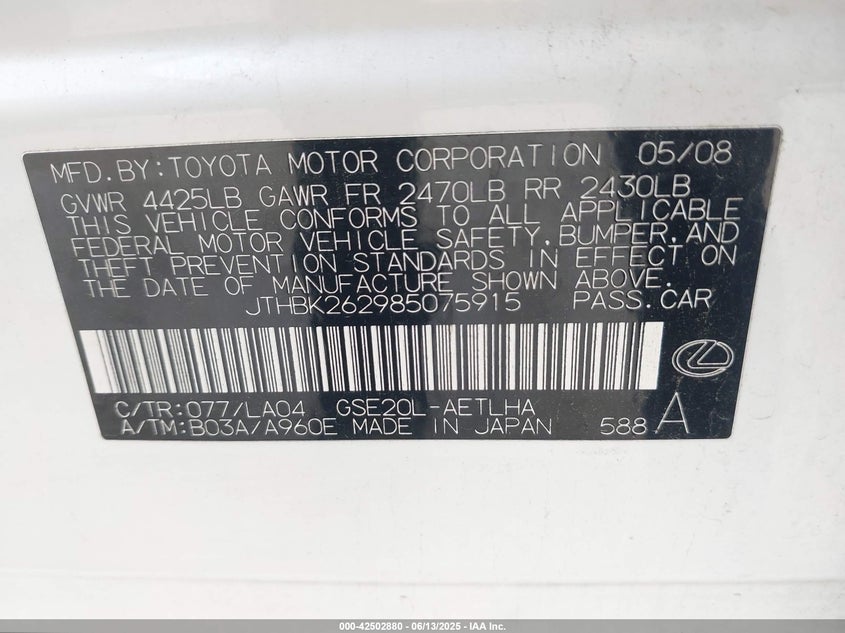 MFD.BY:TOYOTA MOTOR CORPORATION 05/08
GVWR 4425LB GAWR FR 2470LB RR 2430LB
THIS VEHICLE CONFORMS TO ALL APPLICABLE
FEDERAL MOTOR VEHICLE SAFETY,BUMPER,AND
THEFT PREVENTION STANDARDS IN EFFECT ON
THE DATE OF MANUFACTURE SHOWN ABOVE.
JTHBK262985075915 PASS.CAR
C/TR:077/LA04 GSE20L-AETLHA
A/TM:B03A/A960E MADE IN JAPAN 588 A
000-42502880 - 06/13/2025 - IAA Inc.